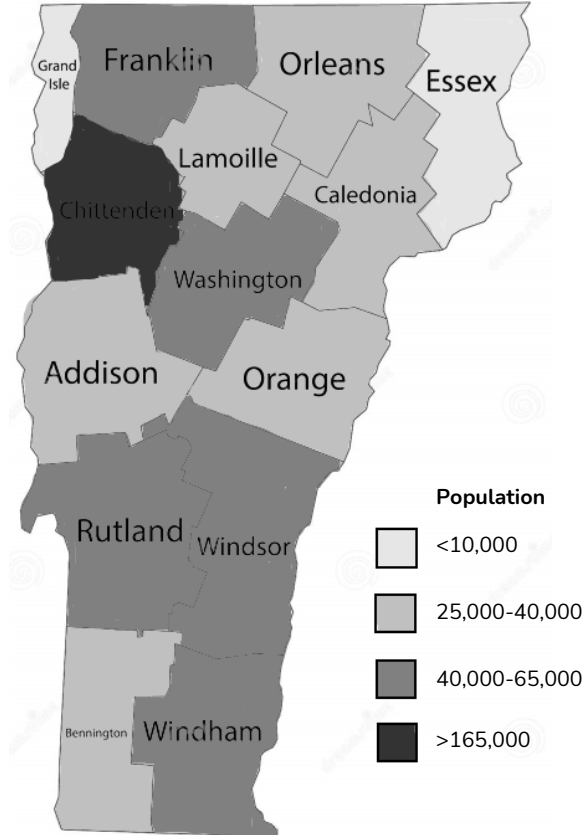 Franklin
Orleans
Grand
Isle
Essex
Lamoille
Caledonia
Chittenden
Washington
Addison
Orange
Population
<10,000
25,000-40,000
40,000-65,000
>165,000
Rutland
Windsor
Bennington
Windham